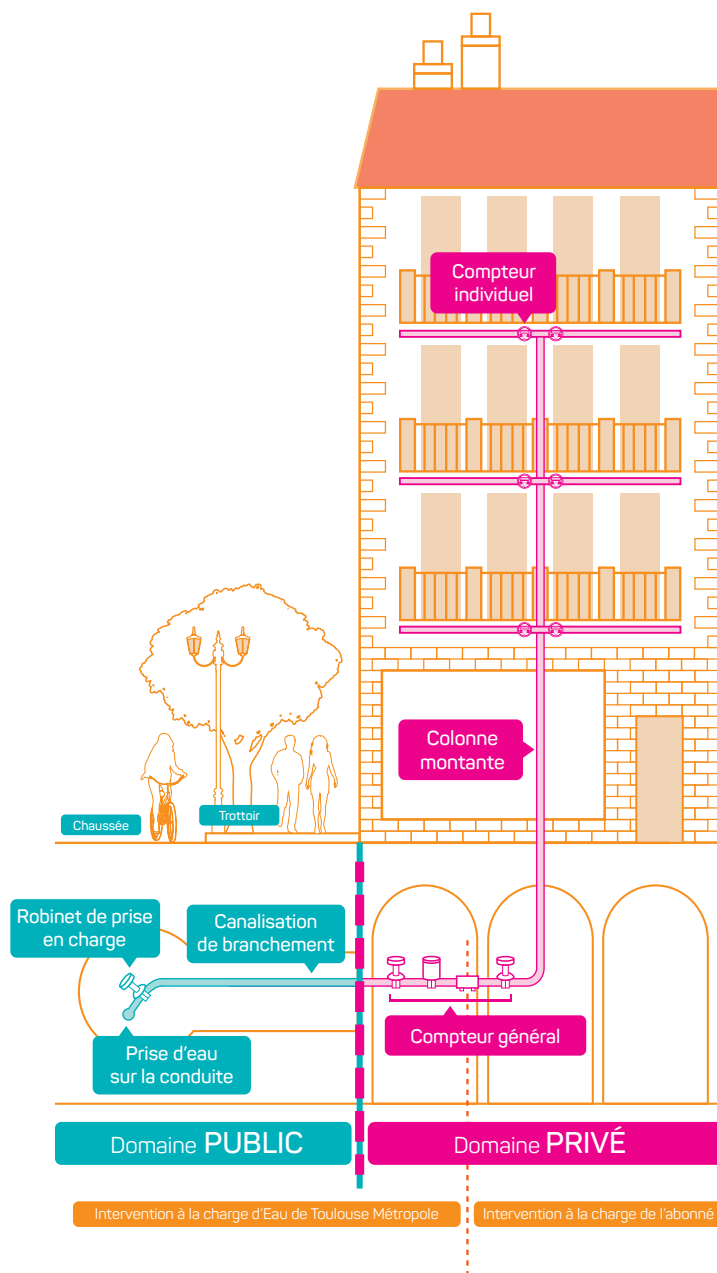 Compteur
individuel
Colonne
montante
Trottoir
Chaussée
Robinet de prise
en charge
Canalisation
de branchement
Prise d'eau
sur la conduite
Compteur général
Domaine PUBLIC
Domaine PRIVÉ
Intervention à la charge d'Eau de Toulouse Métropole
Intervention à la charge de l'abonné